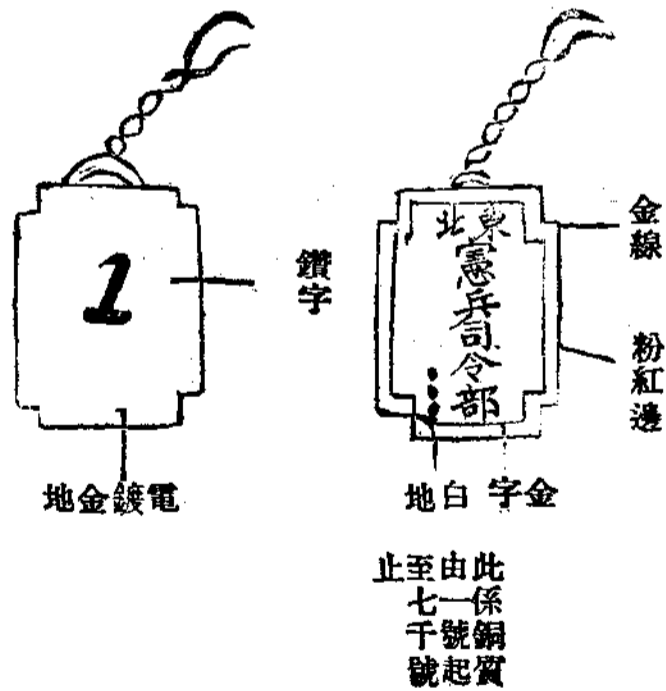 東北
憲兵司令部
金線
粉紅邊
金字
白地
此係銅質
由一號起
至七千號
止
1
鑽字
電鍍金地